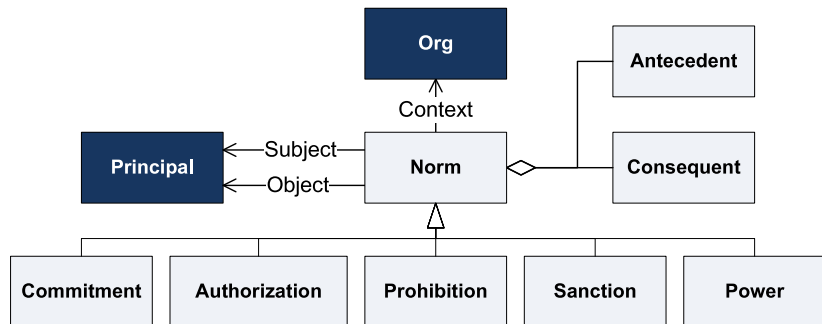 Org
Antecedent
Context
Subject
Principal
Norm
Consequent
Object
Commitment
Authorization
Prohibition
Sanction
Power